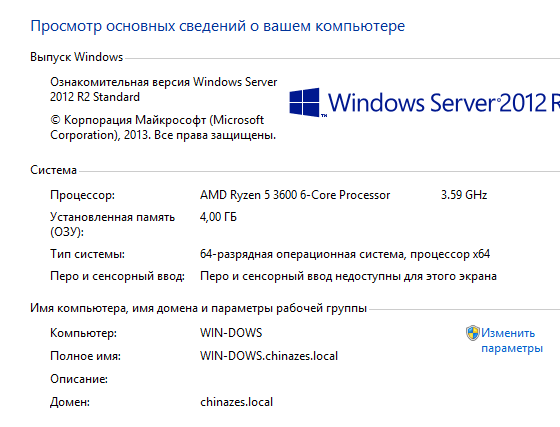 Просмотр основных сведений о вашем компьютере
Выпуск Windows
Ознакомительная версия Windows Server
2012 R2 Standard
© Корпорация Майкрософт (Microsoft
Corporation), 2013. Все права защищены.
Windows Server 2012 R
Система
Процессор: AMD Ryzen 5 3600 6-Core Processor 3.59 GHz
Установленная память
(ОЗУ): 4,00 ГБ
Тип системы: 64-разрядная операционная система, процессор x64
Перо и сенсорный ввод: Перо и сенсорный ввод недоступны для этого экрана
Имя компьютера, имя домена и параметры рабочей группы
Компьютер: WIN-DOWS
Изменить
параметры
Полное имя: WIN-DOWS.chinazes.local
Описание:
Домен: chinazes.local